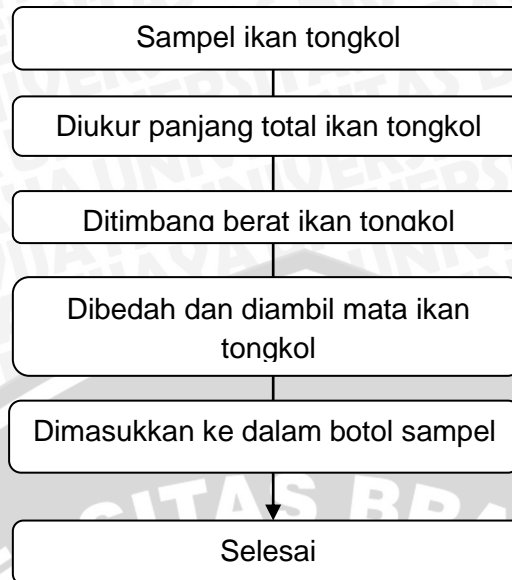 Sampel ikan tongkol
Diukur panjang total ikan tongkol
Ditimbang berat ikan tongkol
Dibedah dan diambil mata ikan
tongkol
Dimasukkan ke dalam botol sampel
Selesai